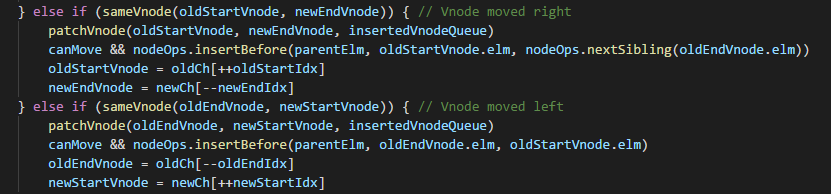 } else if (sameVnode(oldStartVnode, newEndVnode)) { // Vnode moved right
    patchVnode(oldStartVnode, newEndVnode, insertedVnodeQueue)
    canMove && nodeOps.insertBefore(parentElm, oldStartVnode.elm, nodeOps.nextSibling(oldEndVnode.elm))
    oldStartVnode = oldCh[++oldStartIdx]
    newEndVnode = newCh[--newEndIdx]
} else if (sameVnode(oldEndVnode, newStartVnode)) { // Vnode moved left
    patchVnode(oldEndVnode, newStartVnode, insertedVnodeQueue)
    canMove && nodeOps.insertBefore(parentElm, oldEndVnode.elm, oldStartVnode.elm)
    oldEndVnode = oldCh[--oldEndIdx]
    newStartVnode = newCh[++newStartIdx]